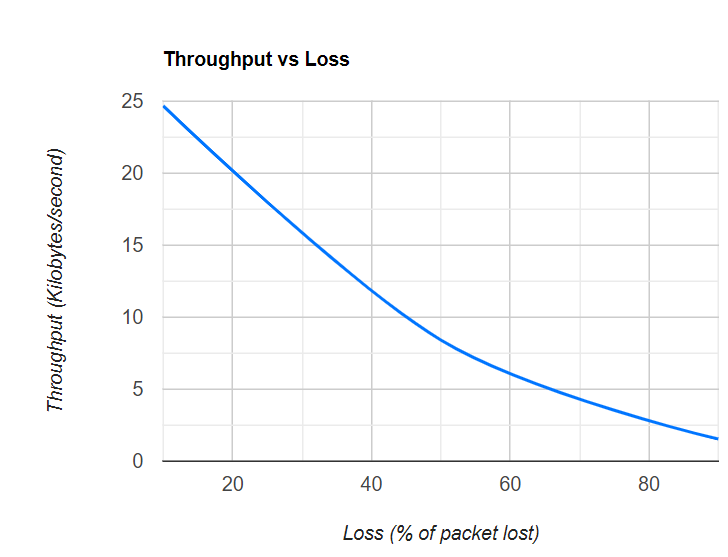 Throughput vs Loss
25
20
15
10
5
0
Throughput (Kilobytes/second)
20 40 60 80
Loss (% of packet lost)